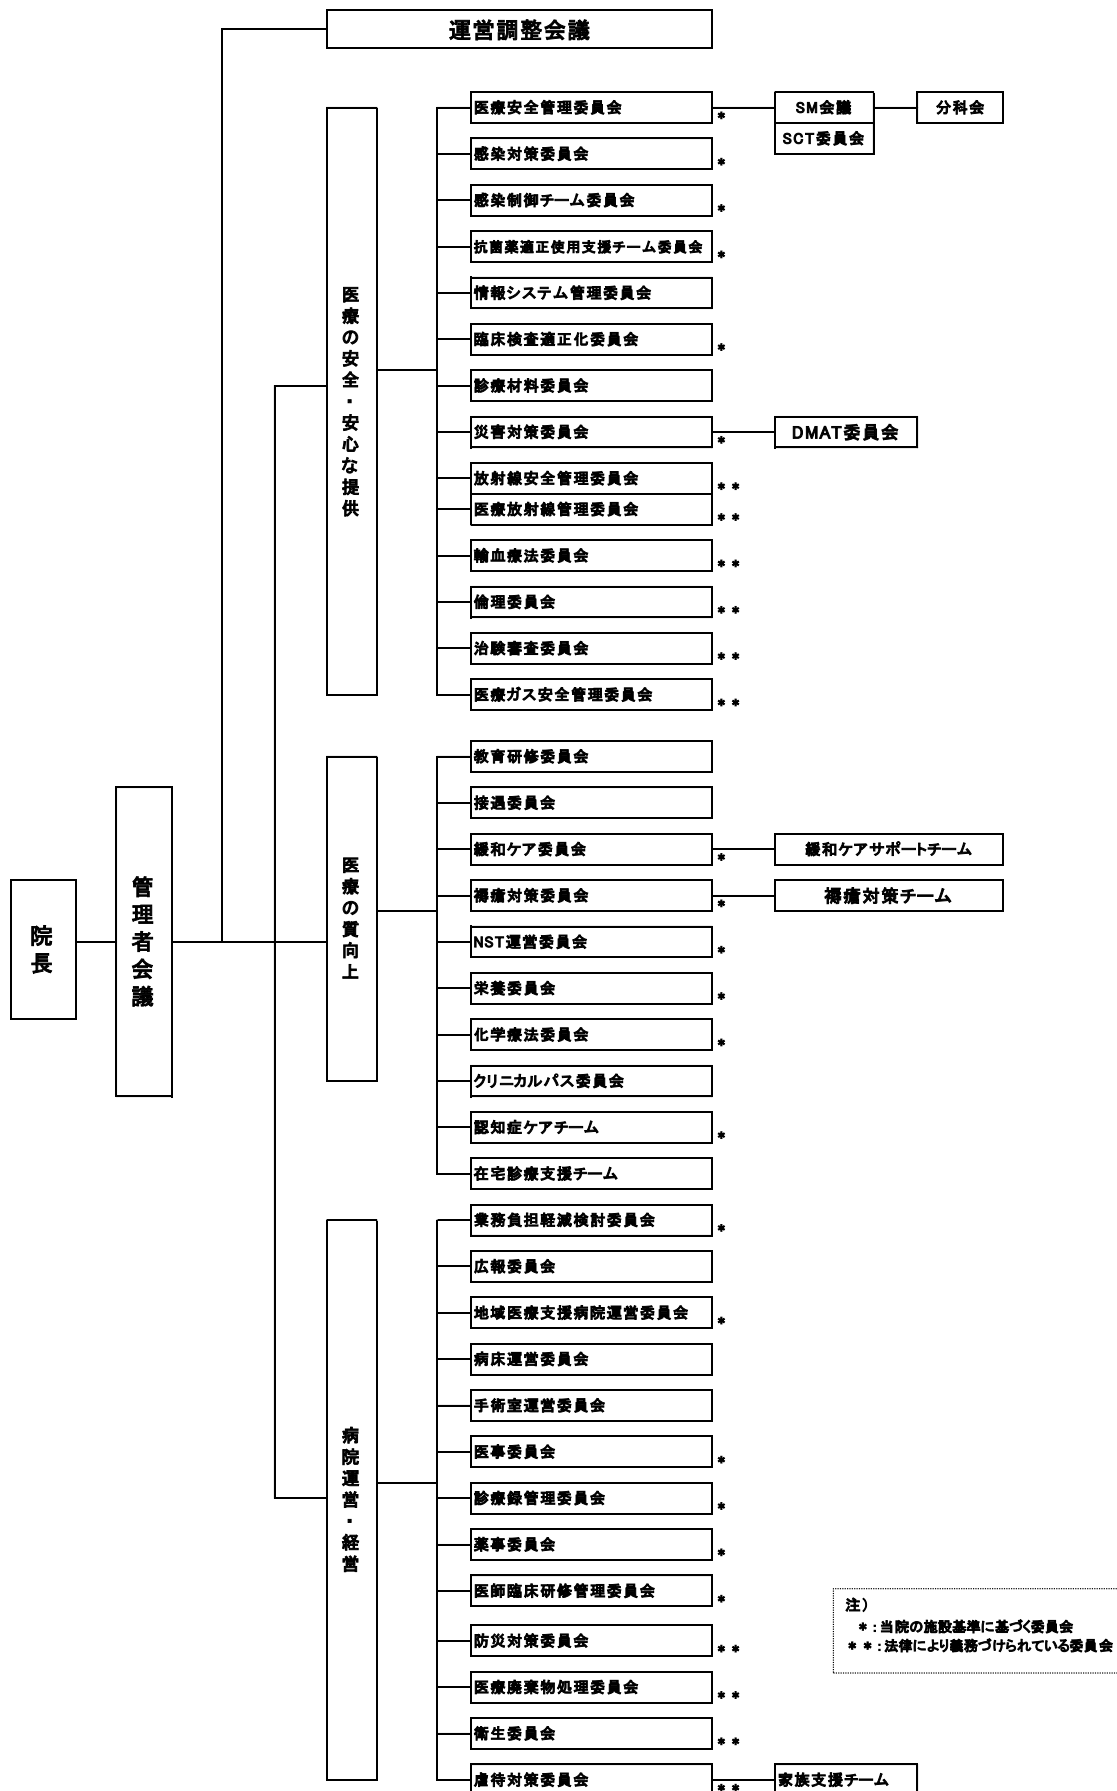 運営調整会議
医療安全管理委員会 * SM会議 分科会
SCT委員会
感染対策委員会 *
感染制御チーム委員会 *
抗菌薬適正使用支援チーム委員会 *
情報システム管理委員会
臨床検査適正化委員会 *
診療材料委員会
災害対策委員会 * DMAT委員会
放射線安全管理委員会 * *
医療放射線管理委員会 * *
輸血療法委員会 * *
倫理委員会 * *
治験審査委員会 * *
医療ガス安全管理委員会 * *
医療の安全・安心な提供
教育研修委員会
接遇委員会
緩和ケア委員会 * 緩和ケアサポートチーム
褥瘡対策委員会 * 褥瘡対策チーム
NST運営委員会 *
栄養委員会 *
化学療法委員会 *
クリニカルパス委員会
認知症ケアチーム *
在宅診療支援チーム
医療の質向上
院長
管理者会議
業務負担軽減検討委員会 *
広報委員会
地域医療支援病院運営委員会 *
病床運営委員会
手術室運営委員会
医事委員会 *
診療録管理委員会 *
薬事委員会 *
医師臨床研修管理委員会 *
防災対策委員会 * *
医療廃棄物処理委員会 * *
衛生委員会 * *
虐待対策委員会 * * 家族支援チーム
病院運営・経営
注）
* ：当院の施設基準に基づく委員会
* * ：法律により義務づけられている委員会